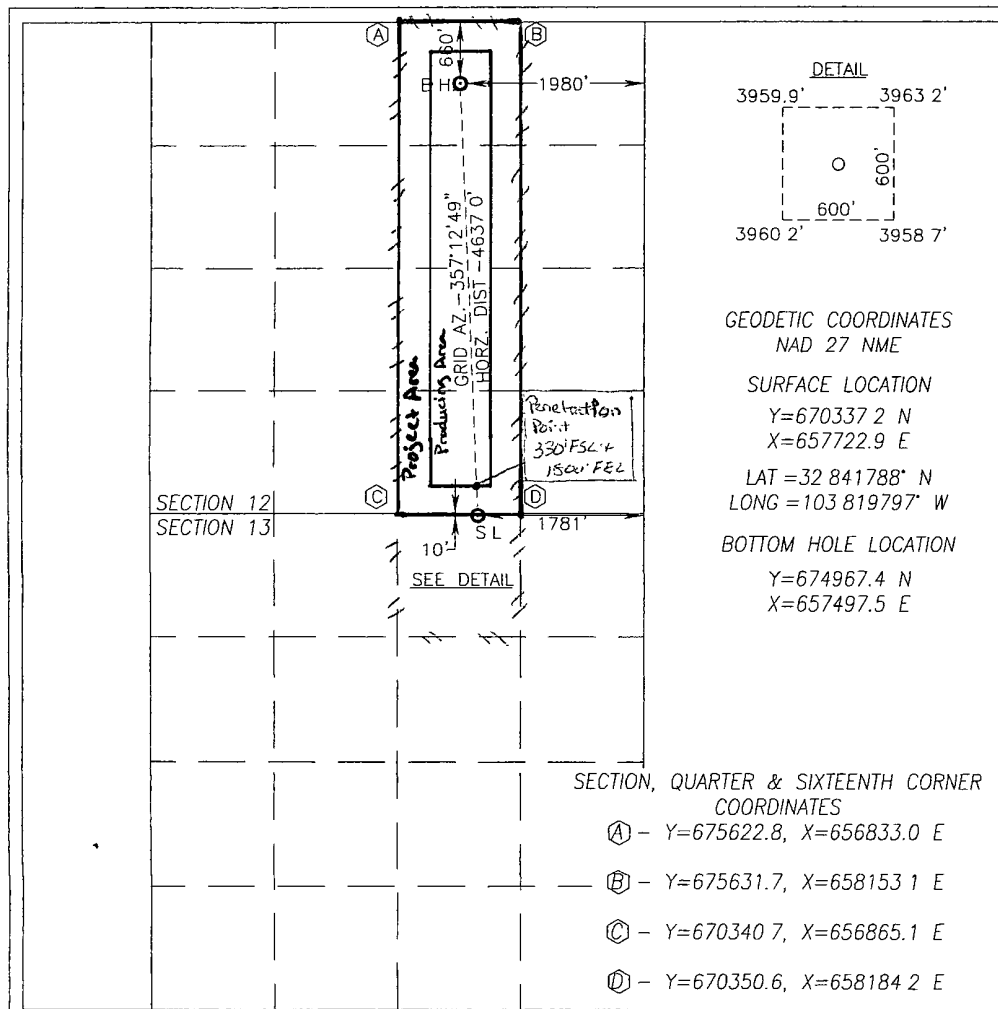 A
B
660'
B H
1980'
GRID AZ.-357°12'49"
HORZ. DIST -4637 0'
Project Area
Producing Area
Penetration
Point
330'FSL +
FEL
C
D
SECTION 12
SECTION 13
10'
S L
1781'
SEE DETAIL
DETAIL
3959.9' 3963 2'
600'
600'
3960 2' 3958 7'
GEODETIC COORDINATES
NAD 27 NME
SURFACE LOCATION
Y=670337 2 N
X=657722.9 E
LAT =32 841788° N
LONG =103 819797° W
BOTTOM HOLE LOCATION
Y=674967.4 N
X=657497.5 E
SECTION, QUARTER & SIXTEENTH CORNER
COORDINATES
A - Y=675622.8, X=656833.0 E
B - Y=675631.7, X=658153 1 E
C - Y=670340 7, X=656865.1 E
D - Y=670350.6, X=658184 2 E